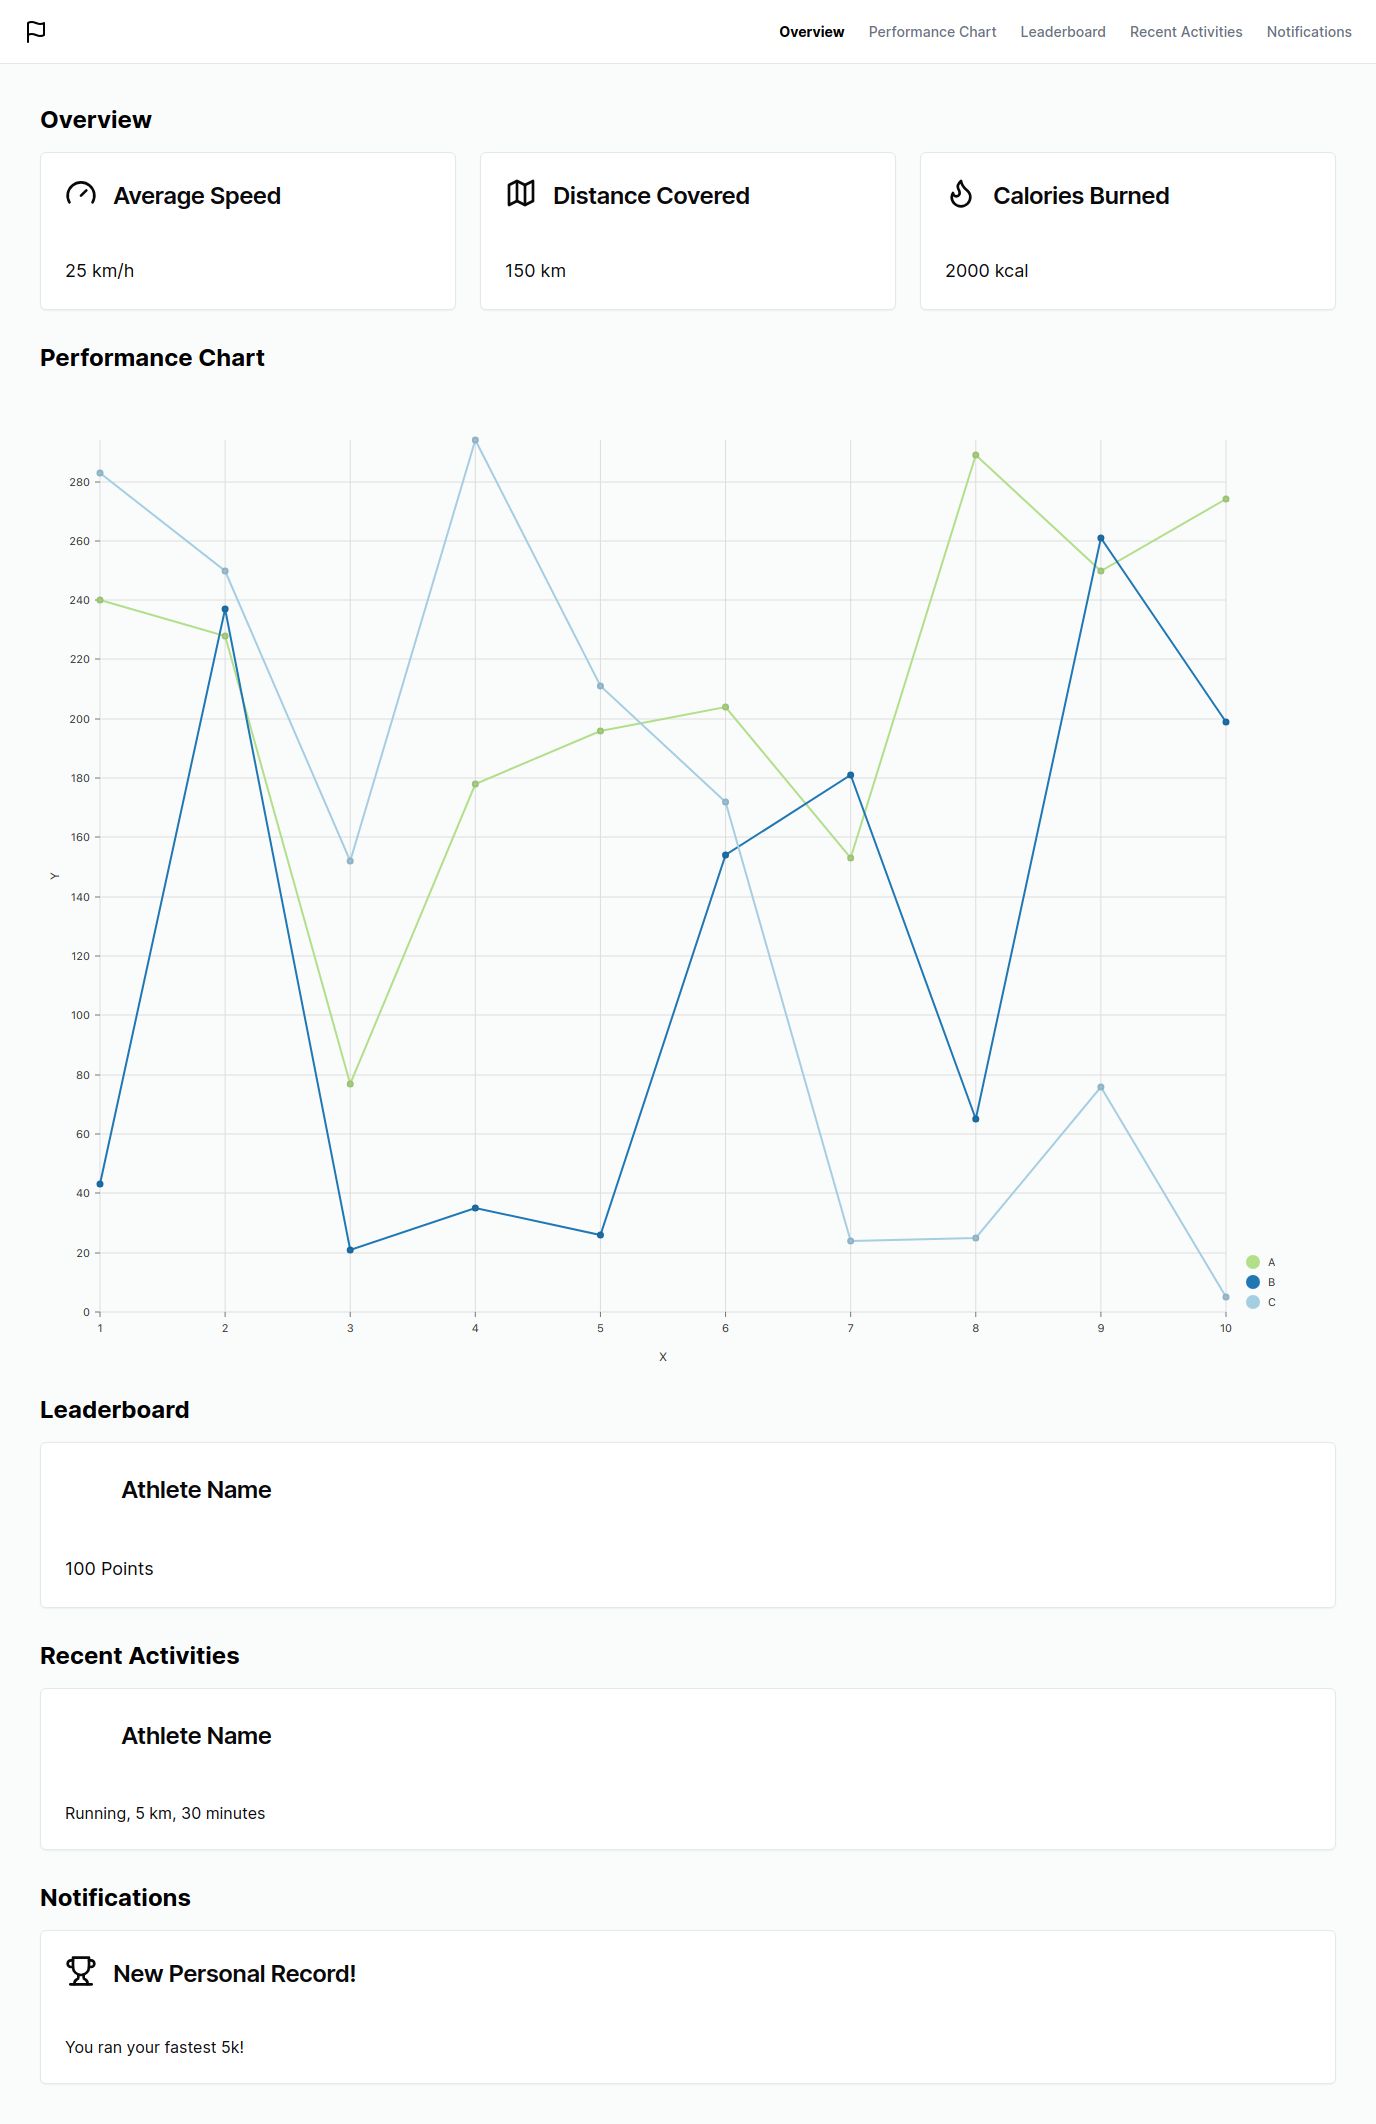 Overview
Performance Chart
Leaderboard
Recent Activities
Notifications
Overview
Average Speed
25 km/h
Distance Covered
150 km
Calories Burned
2000 kcal
Performance Chart
280
260
240
220
200
180
160
140
120
100
80
60
40
20
0
Y
1 2 3 4 5 6 7 8 9 10
X
A
B
C
Leaderboard
Athlete Name
100 Points
Recent Activities
Athlete Name
Running, 5 km, 30 minutes
Notifications
New Personal Record!
You ran your fastest 5k!